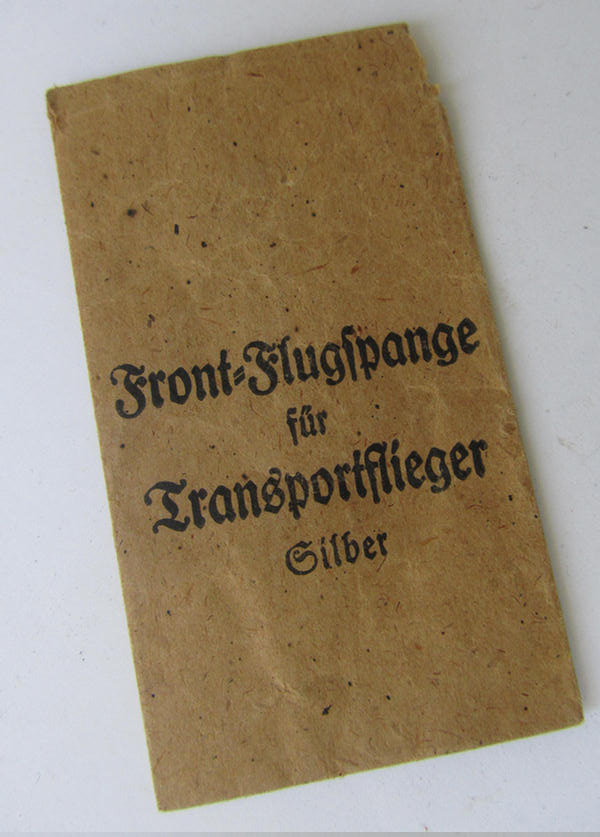 Front-Flugſpange
für
Transportflieger
Silber